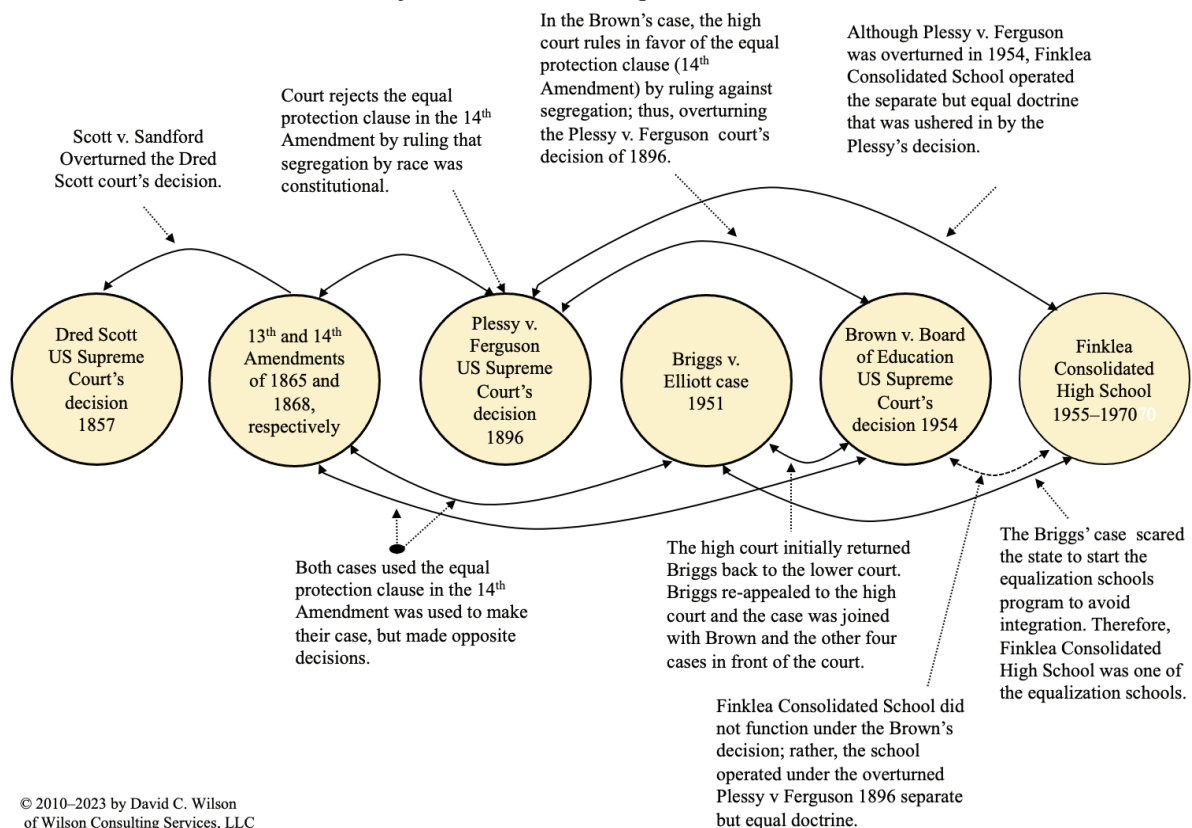 In the Brown's case, the high
court rules in favor of the equal
protection clause (14th
Amendment) by ruling against
segregation; thus, overturning
the Plessy v. Ferguson court's
decision of 1896.
Although Plessy v. Ferguson
was overturned in 1954, Finklea
Consolidated School operated
the separate but equal doctrine
that was ushered in by the
Plessy's decision.
Court rejects the equal
protection clause in the 14th
Amendment by ruling that
segregation by race was
constitutional.
Scott v. Sandford
Overturned the Dred
Scott court's decision.
Dred Scott
US Supreme
Court's
decision
1857
13th and 14th
Amendments
of 1865 and
1868,
respectively
Plessy v.
Ferguson
US Supreme
Court's
decision
1896
Briggs v.
Elliott case
1951
Brown v. Board
of Education
US Supreme
Court's
decision 1954
Finklea
Consolidated
High School
1955–197070
Both cases used the equal
protection clause in the 14th
Amendment was used to make
their case, but made opposite
decisions.
The high court initially returned
Briggs back to the lower court.
Briggs re-appealed to the high
court and the case was joined
with Brown and the other four
cases in front of the court.
The Briggs' case scared
the state to start the
equalization schools
program to avoid
integration. Therefore,
Finklea Consolidated
High School was one of
the equalization schools.
Finklea Consolidated School did
not function under the Brown's
decision; rather, the school
operated under the overturned
Plessy v Ferguson 1896 separate
but equal doctrine.
© 2010–2023 by David C. Wilson
of Wilson Consulting Services, LLC